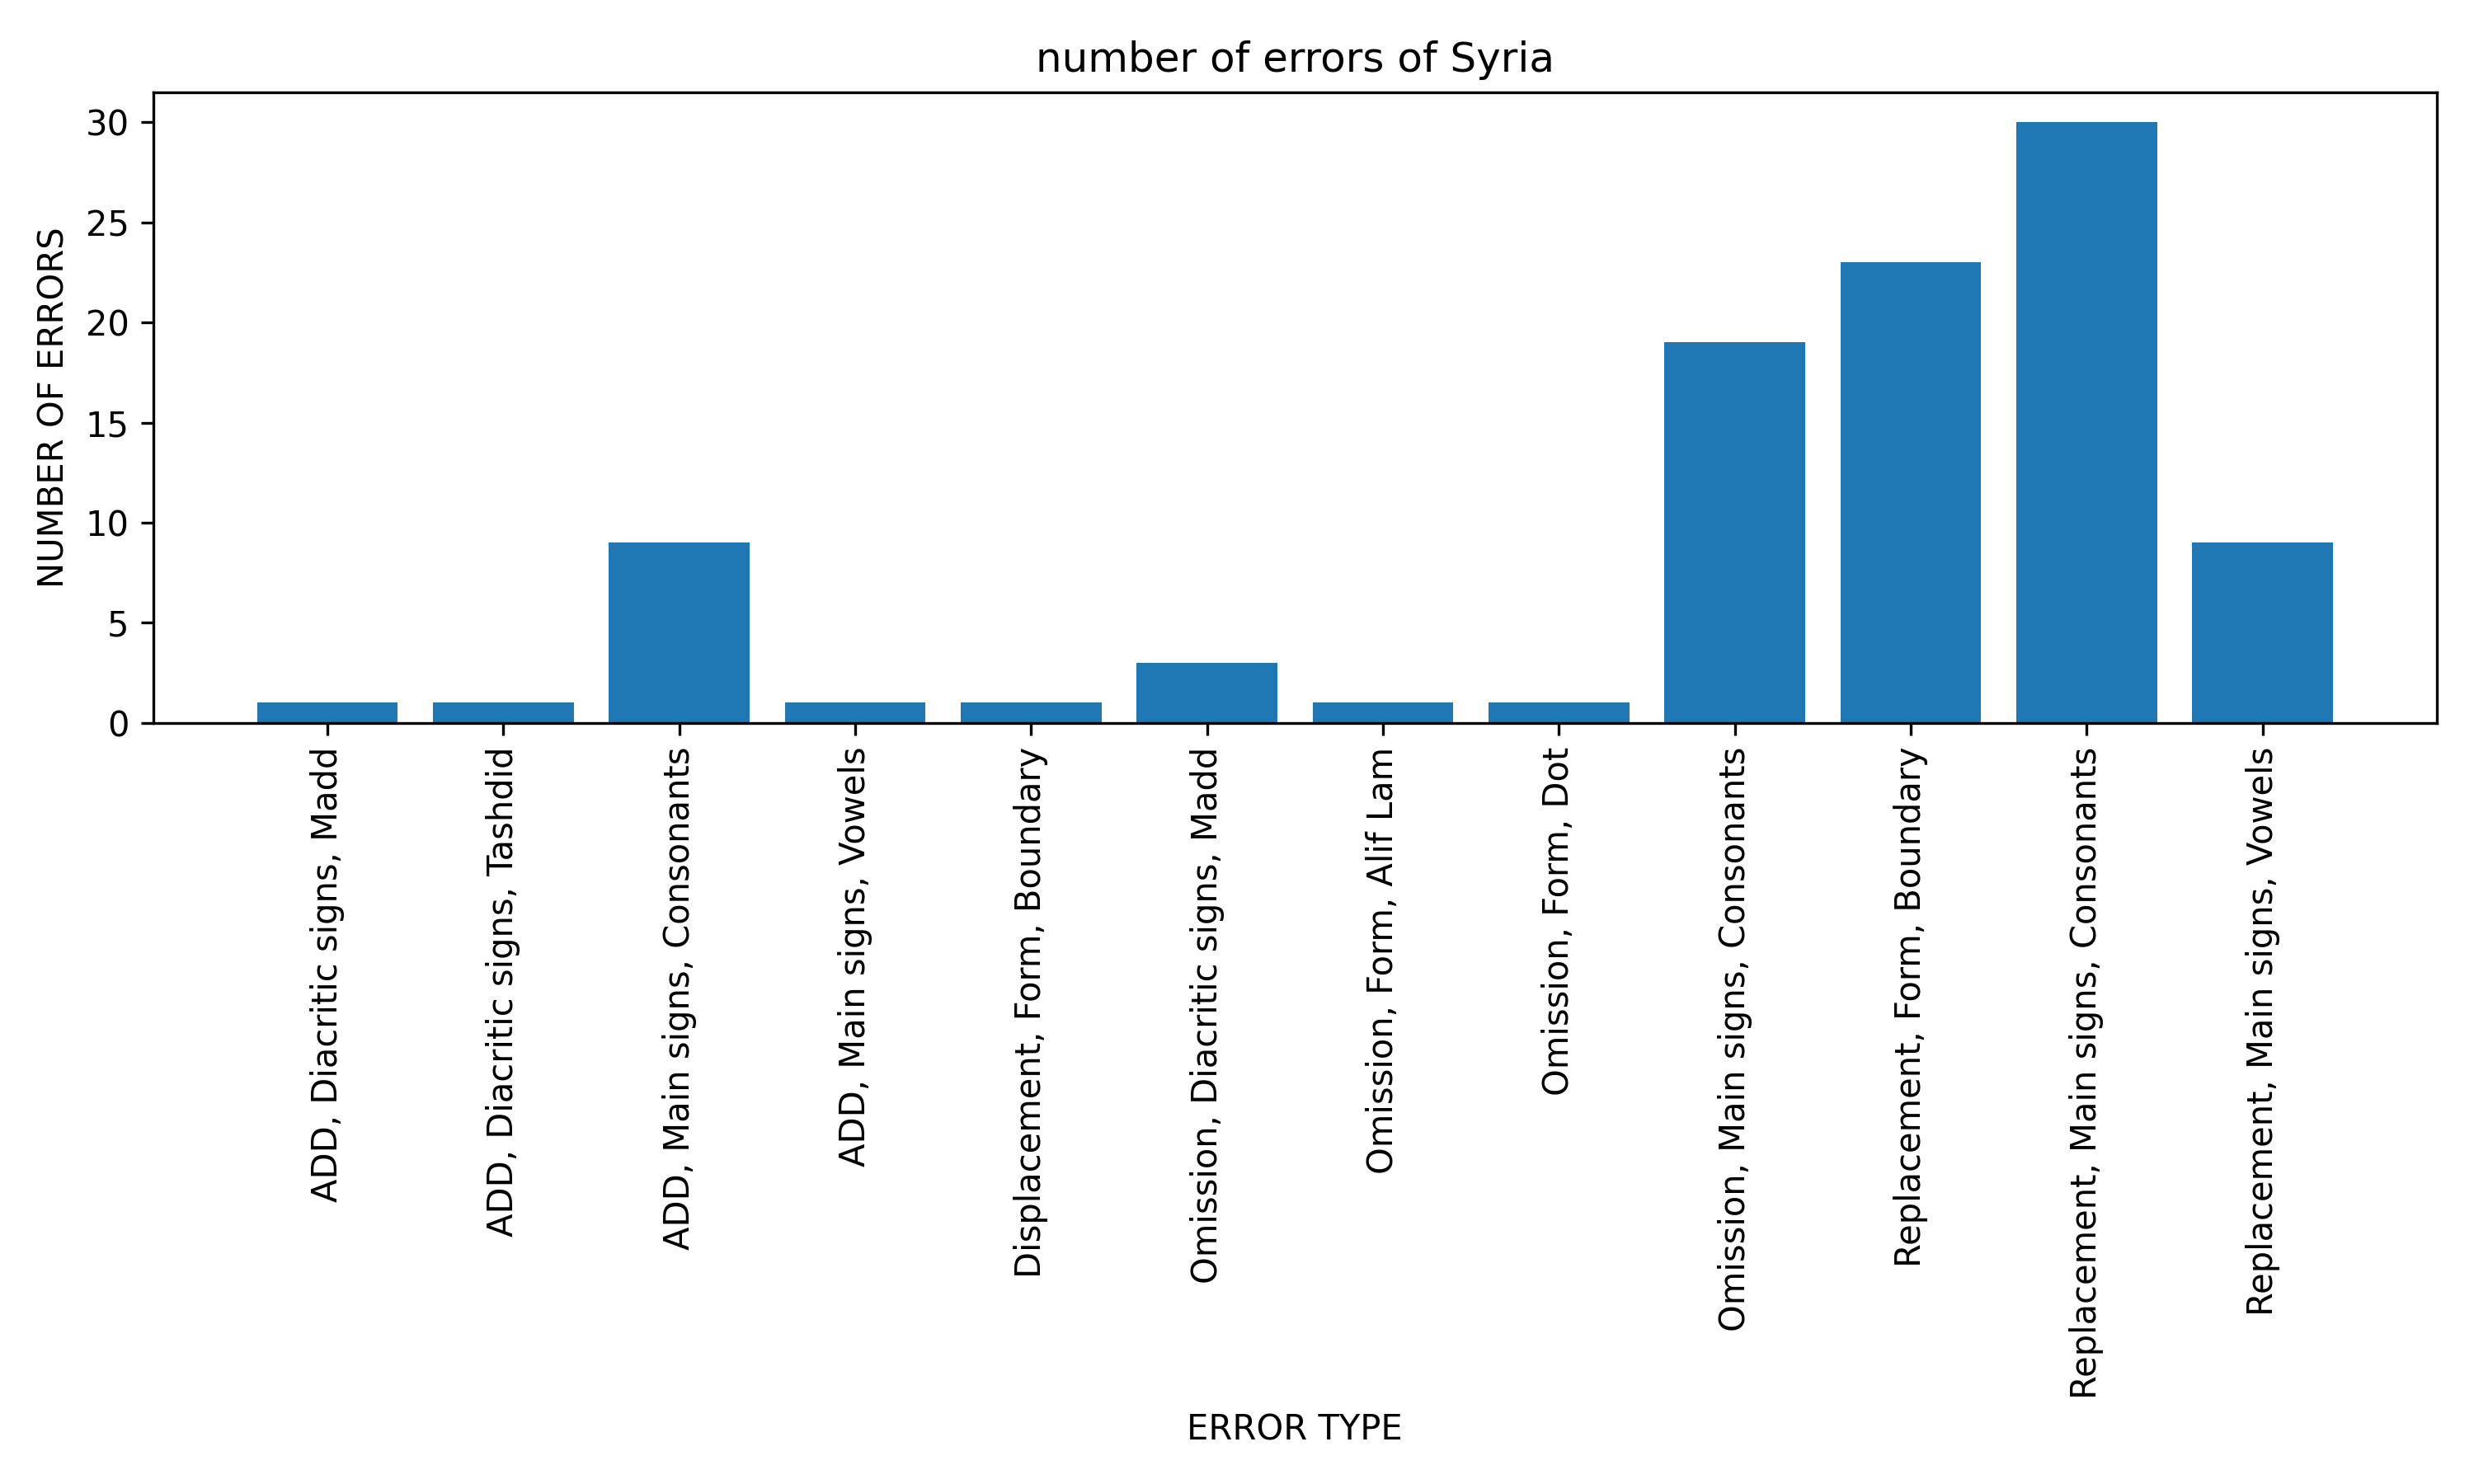 number of errors of Syria
NUMBER OF ERRORS
30
25
20
15
10
5
0
ADD, Diacritic signs, Madd
ADD, Diacritic signs, Tashdid
ADD, Main signs, Consonants
ADD, Main signs, Vowels
Displacement, Form, Boundary
Omission, Diacritic signs, Madd
Omission, Form, Alif Lam
Omission, Form, Dot
Omission, Main signs, Consonants
Replacement, Form, Boundary
Replacement, Main signs, Consonants
Replacement, Main signs, Vowels
ERROR TYPE